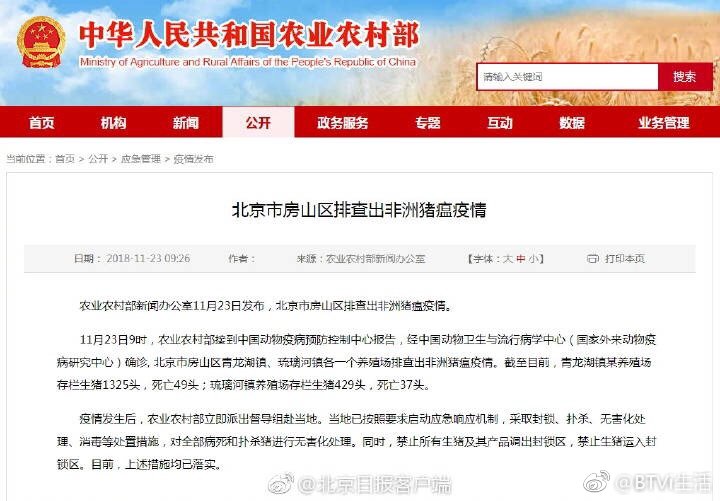 中华人民共和国农业农村部
Ministry of Agriculture and Rural Affairs of the People's Republic of China
请输入关键词
搜索
首页 机构 新闻 公开 政务服务 专题 互动 数据 业务管理
当前位置：首页 > 公开 > 应急管理 > 疫情发布
北京市房山区排查出非洲猪瘟疫情
日期： 2018-11-23 09:26 作者： 来源：农业农村部新闻办公室 【字体：大 中 小】 打印本页
农业农村部新闻办公室11月23日发布，北京市房山区排查出非洲猪瘟疫情。
11月23日9时，农业农村部接到中国动物疫病预防控制中心报告，经中国动物卫生与流行病学中心（国家外来动物疫
病研究中心）确诊, 北京市房山区青龙湖镇、琉璃河镇各一个养殖场排查出非洲猪瘟疫情。截至目前，青龙湖镇某养殖场
存栏生猪1325头，死亡49头；琉璃河镇养殖场存栏生猪429头，死亡37头。
疫情发生后，农业农村部立即派出督导组赴当地。当地已按照要求启动应急响应机制，采取封锁、扑杀、无害化处
理、消毒等处置措施，对全部病死和扑杀猪进行无害化处理。同时，禁止所有生猪及其产品调出封锁区，禁止生猪运入封
锁区。目前，上述措施均已落实。
@北京日报客户端
@BTV生活